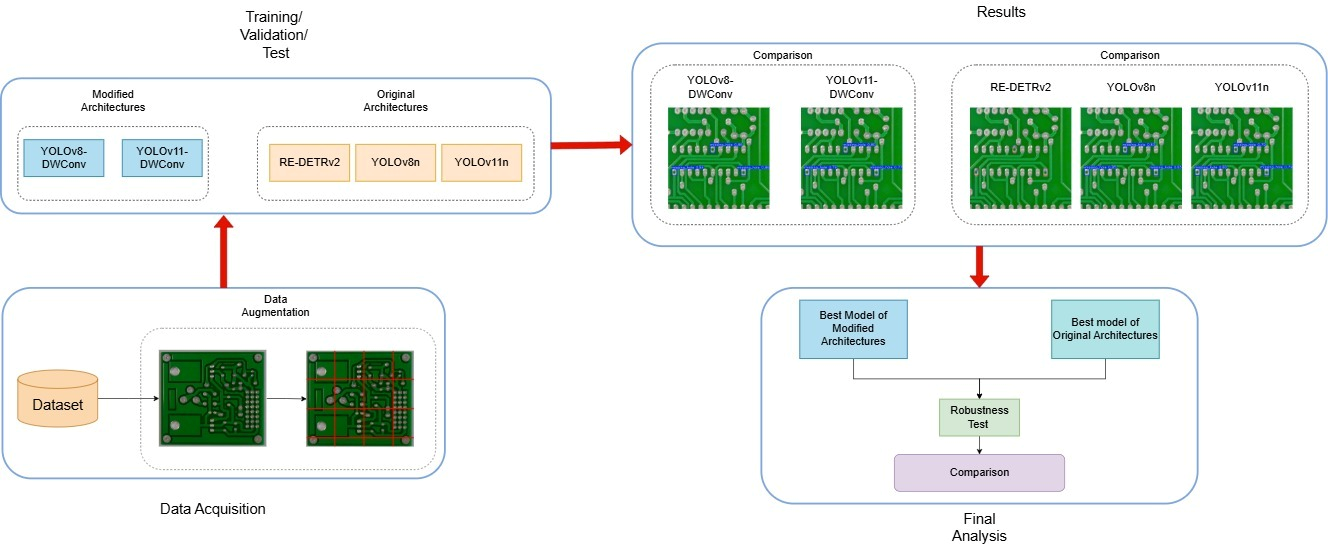 Training/
Validation/
Test
Modified
Architectures
Original
Architectures
YOLOv8-
DWConv
YOLOv11-
DWConv
RE-DETRv2
YOLOv8n
YOLOv11n
Results
Comparison
YOLOv8-
DWConv
YOLOv11-
DWConv
Comparison
RE-DETRv2
YOLOv8n
YOLOv11n
Data
Augmentation
Dataset
Data Acquisition
Best Model of
Modified
Architectures
Best model of
Original Architectures
Robustness
Test
Comparison
Final
Analysis